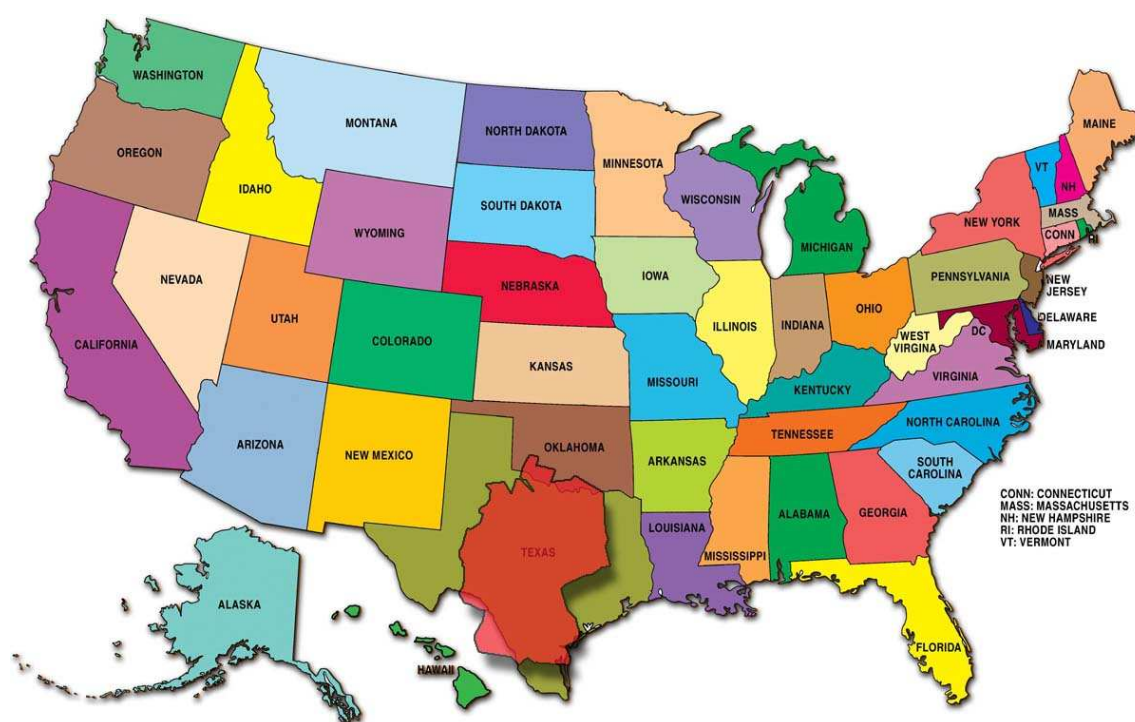 WASHINGTON
MONTANA
NORTH DAKOTA
MINNESOTA
MAINE
OREGON
IDAHO
VT
NH
SOUTH DAKOTA
WISCONSIN
MASS
NEW YORK
WYOMING
MICHIGAN
CONN
RI
NEVADA
NEBRASKA
IOWA
PENNSYLVANIA
NEW
JERSEY
UTAH
OHIO
DELAWARE
ILLINOIS
INDIANA
WEST
VIRGINA
DC
MARYLAND
CALIFORNIA
COLORADO
KANSAS
MISSOURI
KENTUCKY
VIRGINIA
NORTH CAROLINA
ARIZONA
NEW MEXICO
OKLAHOMA
ARKANSAS
TENNESSEE
SOUTH
CAROLINA
CONN: CONNECTICUT
MASS: MASSACHUSETTS
NH: NEW HAMPSHIRE
RI: RHODE ISLAND
VT: VERMONT
TEXAS
LOUISIANA
MISSISSIPPI
ALABAMA
GEORGIA
ALASKA
HAWAII
FLORIDA